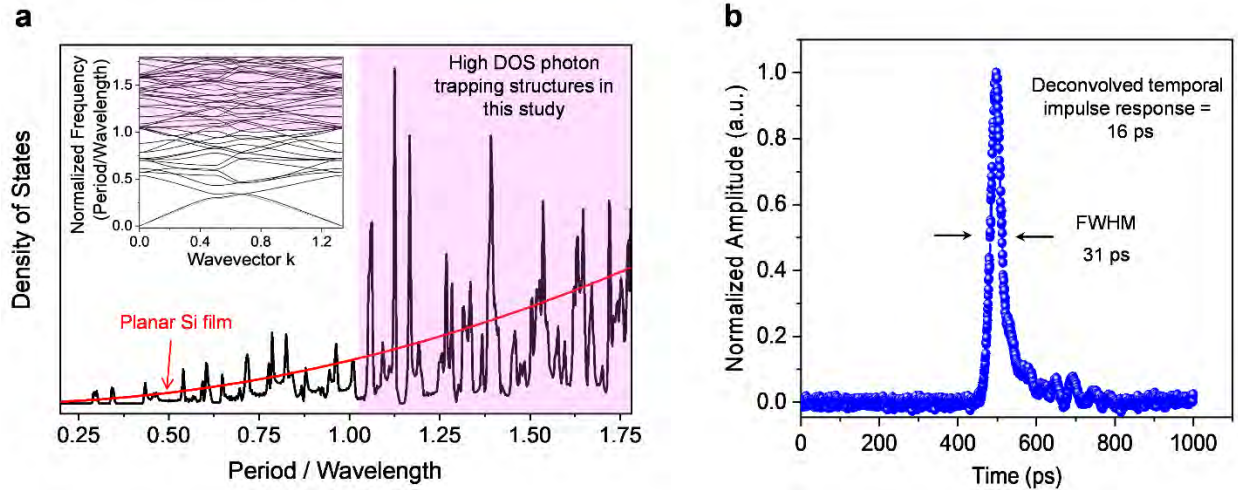 a
Density of States
Normalized Frequency
(Period/Wavelength)
1.5
1.0
0.5
0.0
0.0 0.4 0.8 1.2
Wavevector k
High DOS photon
trapping structures in
this study
Planar Si film
0.25 0.50 0.75 1.00 1.25 1.50 1.75
Period / Wavelength
b
Normalized Amplitude (a.u.)
1.0
0.8
0.6
0.4
0.2
0.0
Deconvolved temporal
impulse response =
16 ps
FWHM
31 ps
0 200 400 600 800 1000
Time (ps)